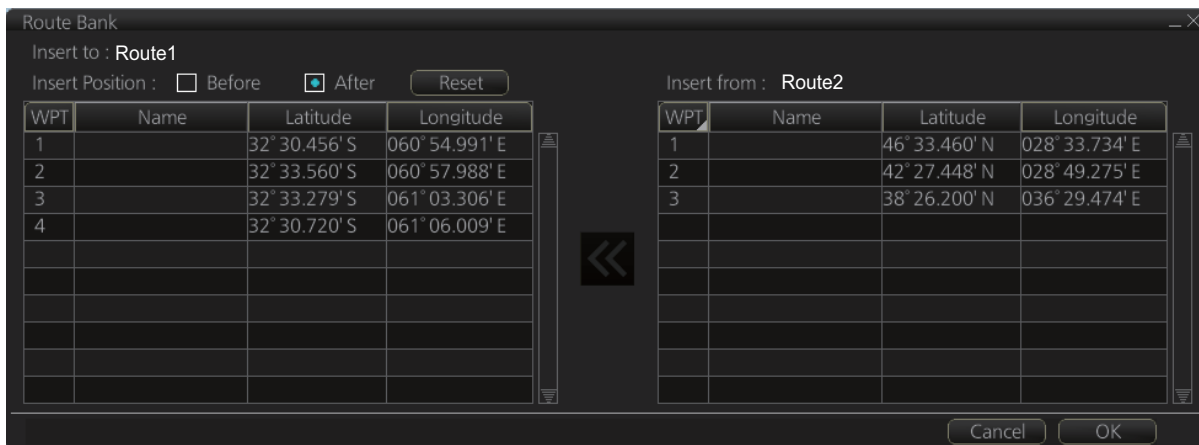 Route Bank
Insert to : Route1
Insert Position : Before After Reset Insert from : Route2
WPT Name Latitude Longitude WPT Name Latitude Longitude
1 32°30.456' S 060°54.991' E 1 46°33.460' N 028°33.734' E
2 32°33.560' S 060°57.988' E 2 42°27.448' N 028°49.275' E
3 32°33.279' S 061°03.306' E 3 38°26.200' N 036°29.474' E
4 32°30.720' S 061°06.009' E
Cancel OK